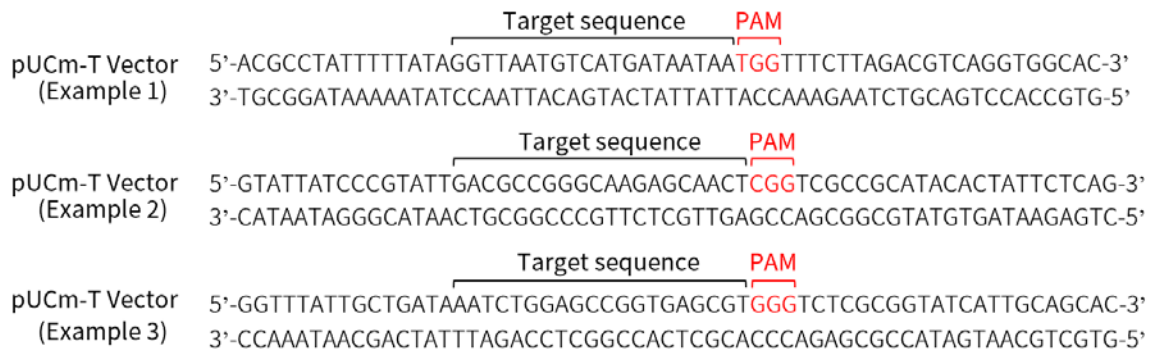 Target sequence PAM
pUCm-T Vector 5’-ACGCCTATTTTTATAGGTTAATGTCATGATAATAATGGTTTCTTAGACGTCAGGTGGCAC-3’
(Example 1) 3’-TGCGGATAAAAATATCCAATTACAGTACTATTATTACCAAAGAATCTGCAGTCCACCGTG-5’
Target sequence PAM
pUCm-T Vector 5’-GTATTATCCCGTATTGACGCCGGGCAAGAGCAACTCGGTCGCCGCATACACTATTCTCAG-3’
(Example 2) 3’-CATAATAGGGCATAACTGCGGCCCGTTCTCGTTGAGCCAGCGGCGTATGTGATAAGAGTC-5’
Target sequence PAM
pUCm-T Vector 5’-GGTTTATTGCTGATAAATCTGGAGCCGGTGAGCGTGGGTCTCGCGGTATCATTGCAGCAC-3’
(Example 3) 3’-CCAAATAACGACTATTTAGACCTCGGCCACTCGCACCCAGAGCGCCATAGTAACGTCGTG-5’